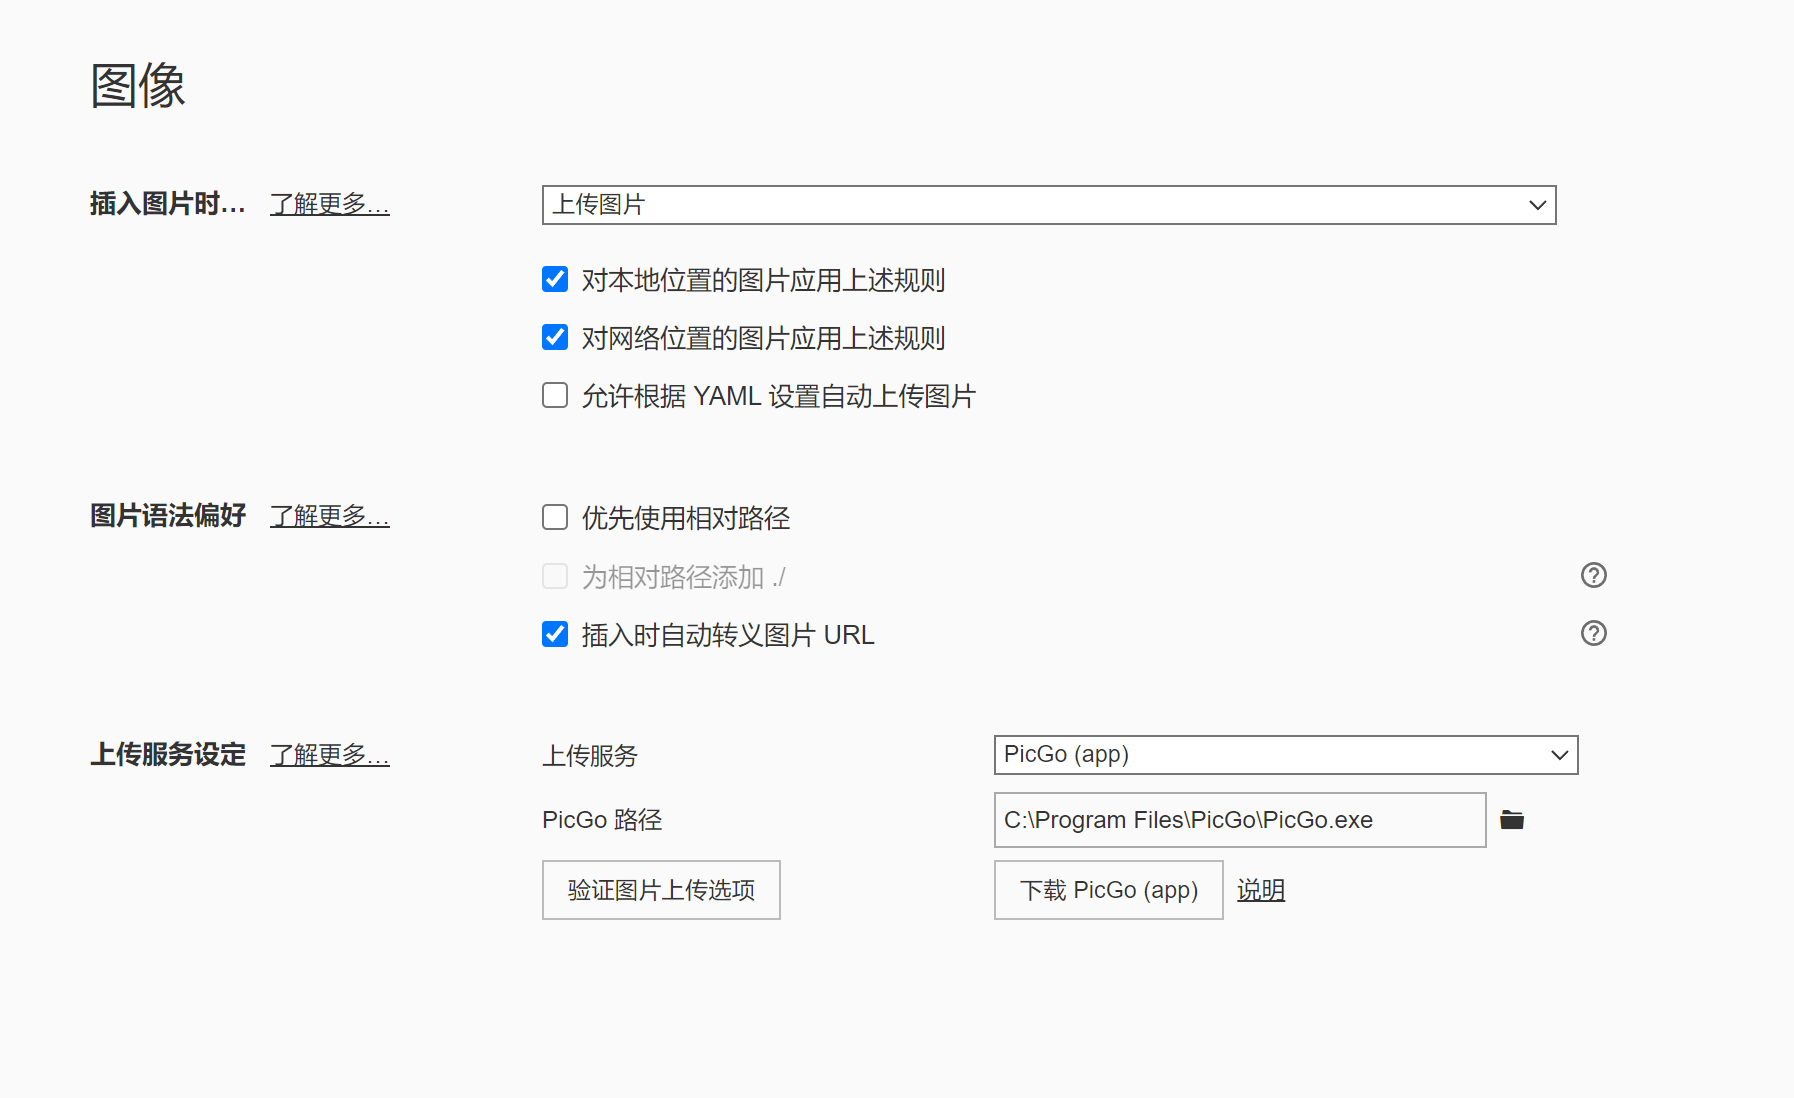 图像
插入图片时... 了解更多... 上传图片
对本地位置的图片应用上述规则
对网络位置的图片应用上述规则
允许根据 YAML 设置自动上传图片
图片语法偏好 了解更多... 优先使用相对路径
为相对路径添加 ./
插入时自动转义图片 URL
上传服务设定 了解更多... 上传服务 PicGo (app)
PicGo 路径 C:\Program Files\PicGo\PicGo.exe
验证图片上传选项 下载 PicGo (app) 说明